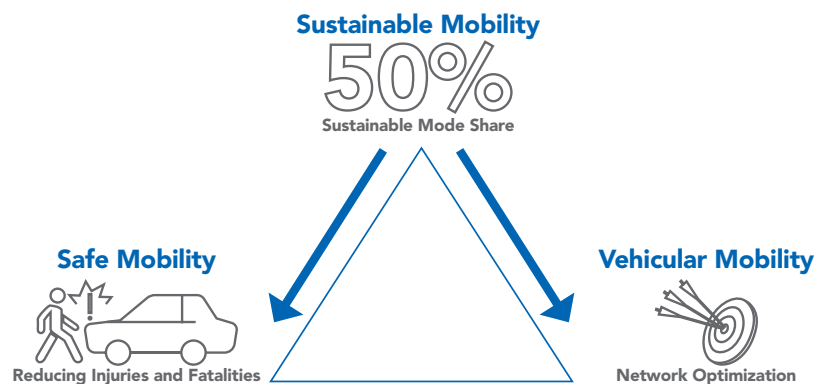 Sustainable Mobility
50%
Sustainable Mode Share
Safe Mobility
!
Reducing Injuries and Fatalities
Vehicular Mobility
Network Optimization